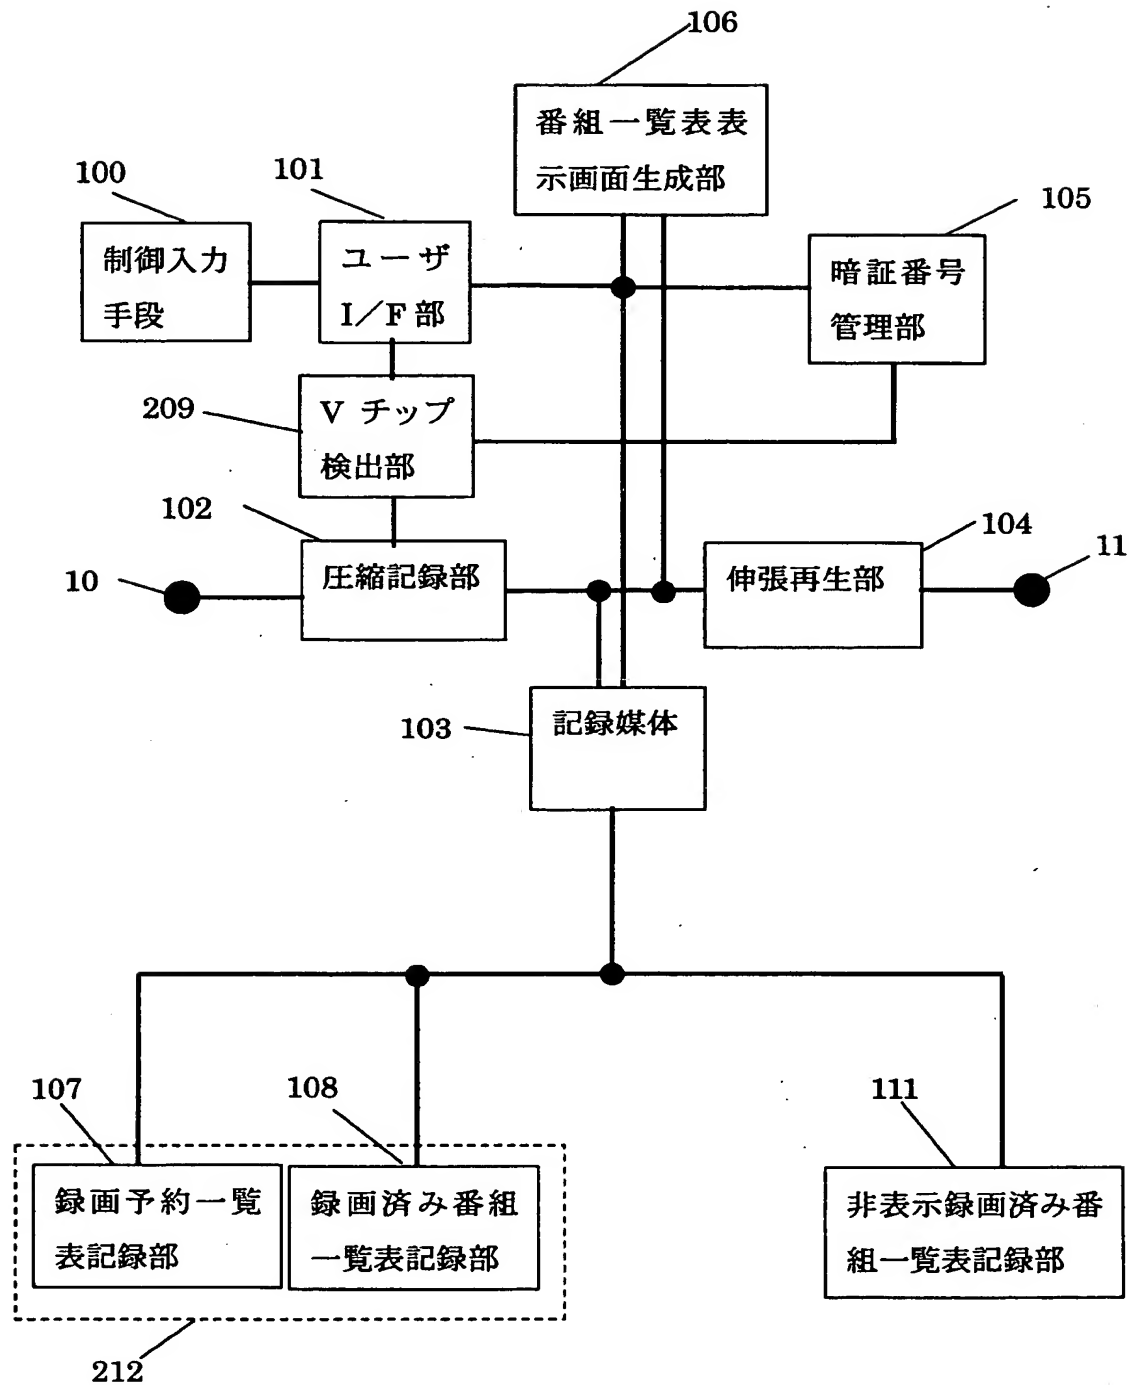 106
番組一覧表表
示画面生成部
100
101
105
制御入力
手段
ユーザ
I/F部
暗証番号
管理部
209
Vチップ
検出部
102
104
11
10
圧縮記録部
伸張再生部
103
記録媒体
107
108
111
録画予約一覧
表記録部
録画済み番組
一覧表記録部
非表示録画済み番
組一覧表記録部
212